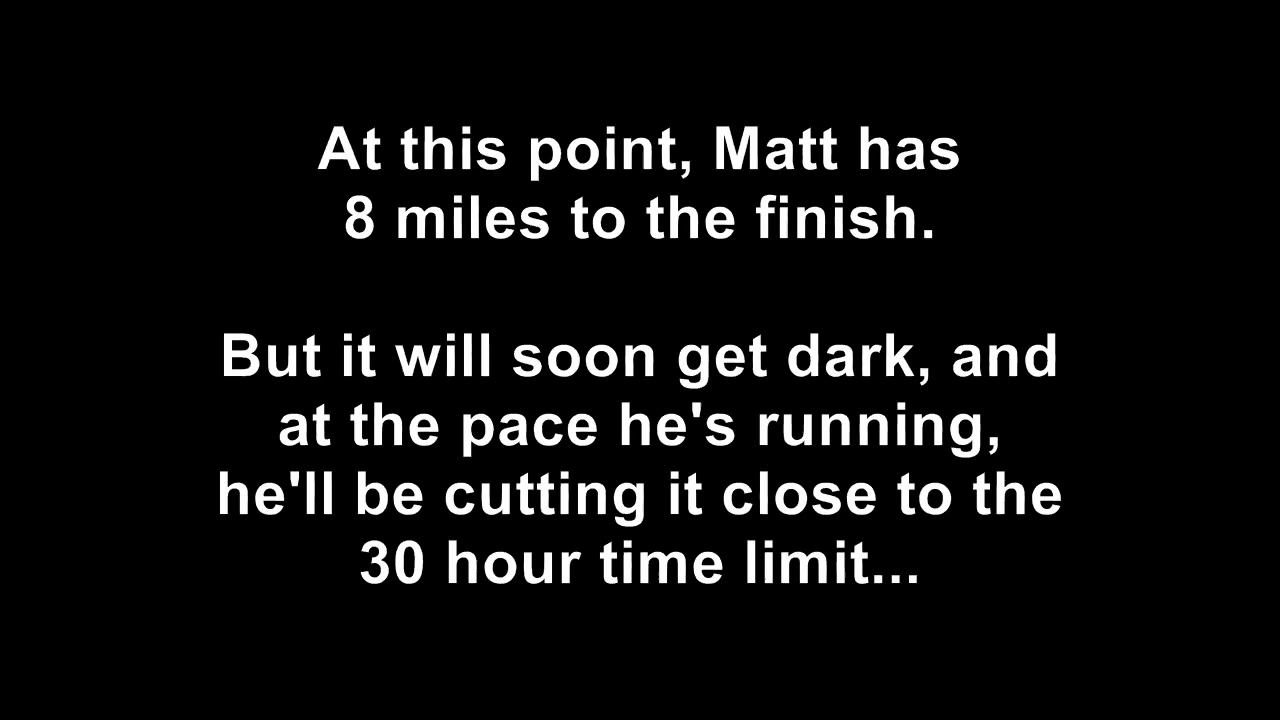 At this point, Matt has
8 miles to the finish.
But it will soon get dark, and
at the pace he's running,
he'll be cutting it close to the
30 hour time limit...